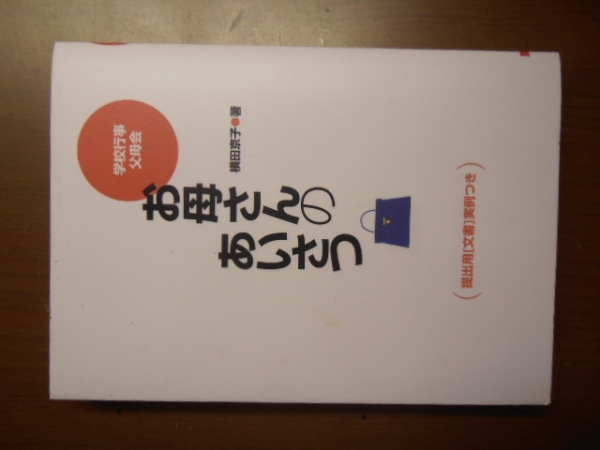 学校行事
父母会
お母さんの
あいさつ
横田京子●著
(提出用[文書]実例つき)